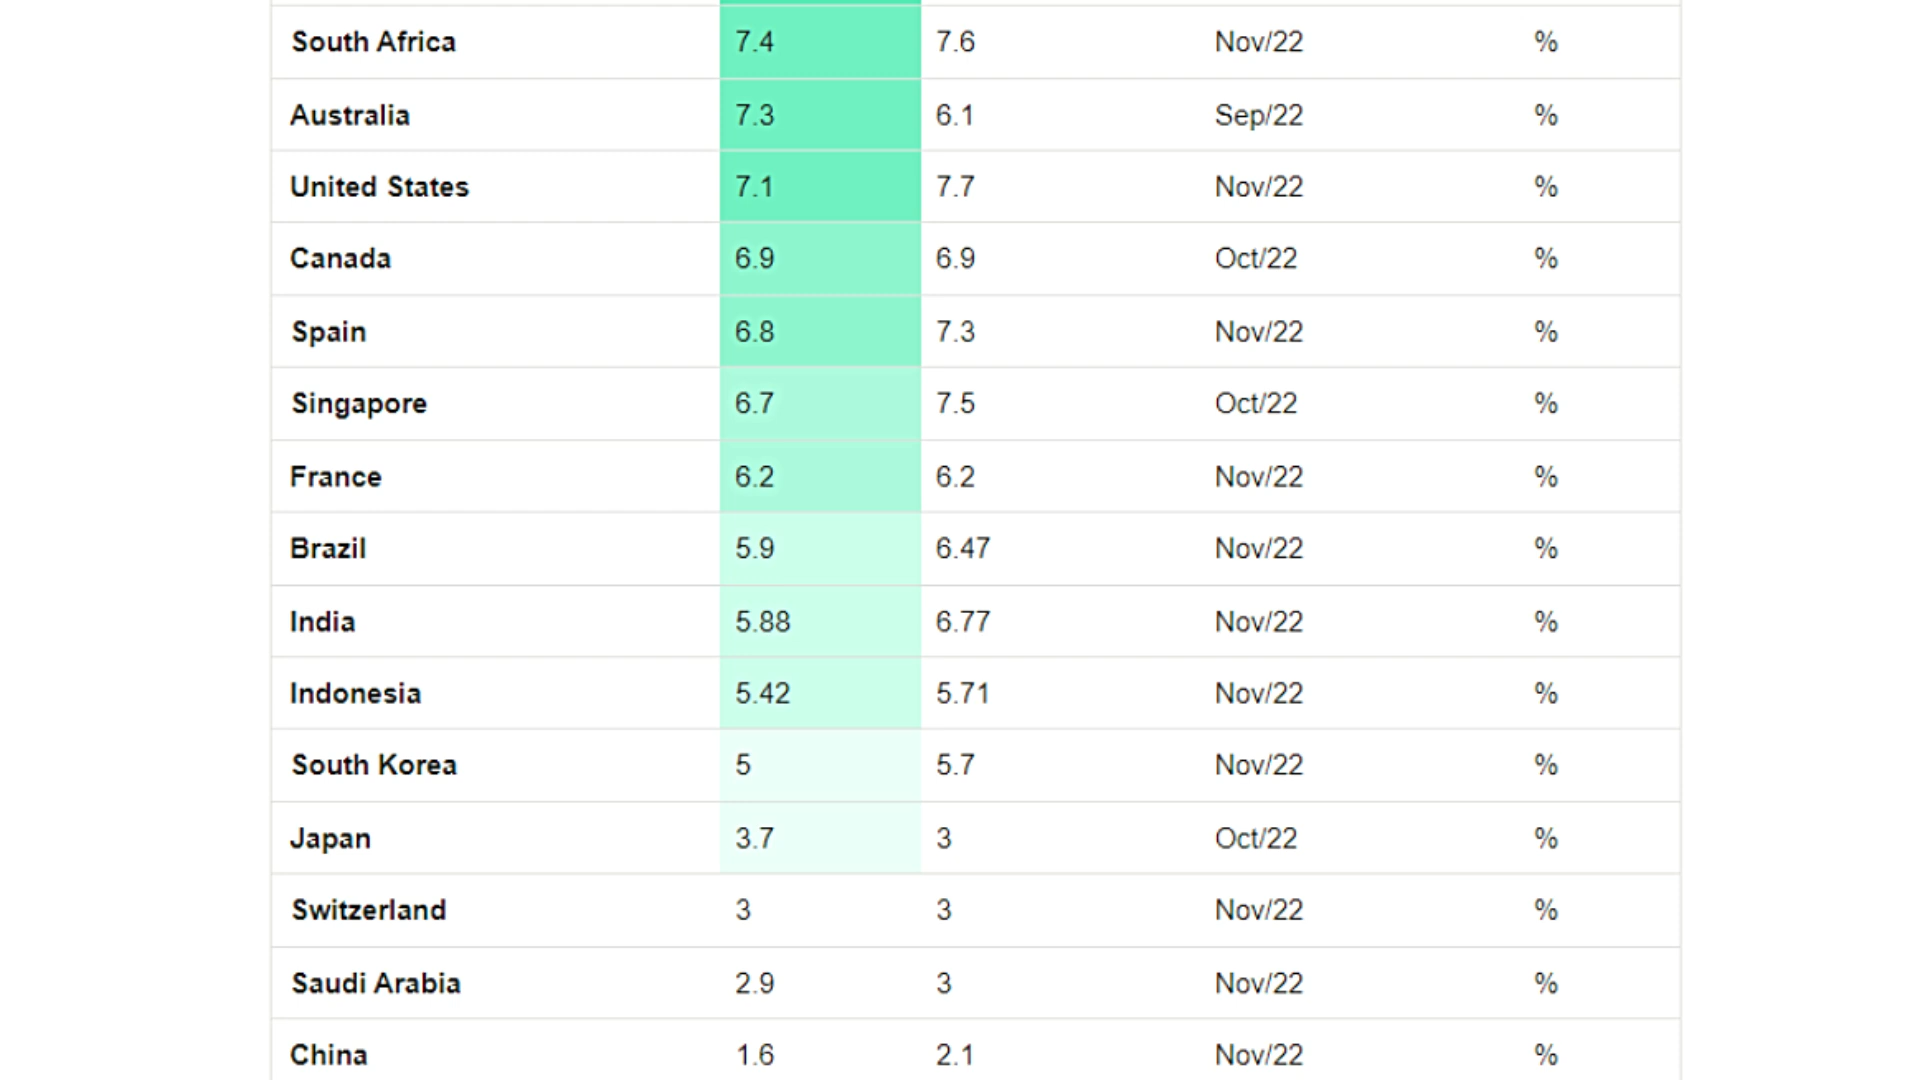 South Africa 7.4 7.6 Nov/22 %
Australia 7.3 6.1 Sep/22 %
United States 7.1 7.7 Nov/22 %
Canada 6.9 6.9 Oct/22 %
Spain 6.8 7.3 Nov/22 %
Singapore 6.7 7.5 Oct/22 %
France 6.2 6.2 Nov/22 %
Brazil 5.9 6.47 Nov/22 %
India 5.88 6.77 Nov/22 %
Indonesia 5.42 5.71 Nov/22 %
South Korea 5 5.7 Nov/22 %
Japan 3.7 3 Oct/22 %
Switzerland 3 3 Nov/22 %
Saudi Arabia 2.9 3 Nov/22 %
China 1.6 2.1 Nov/22 %